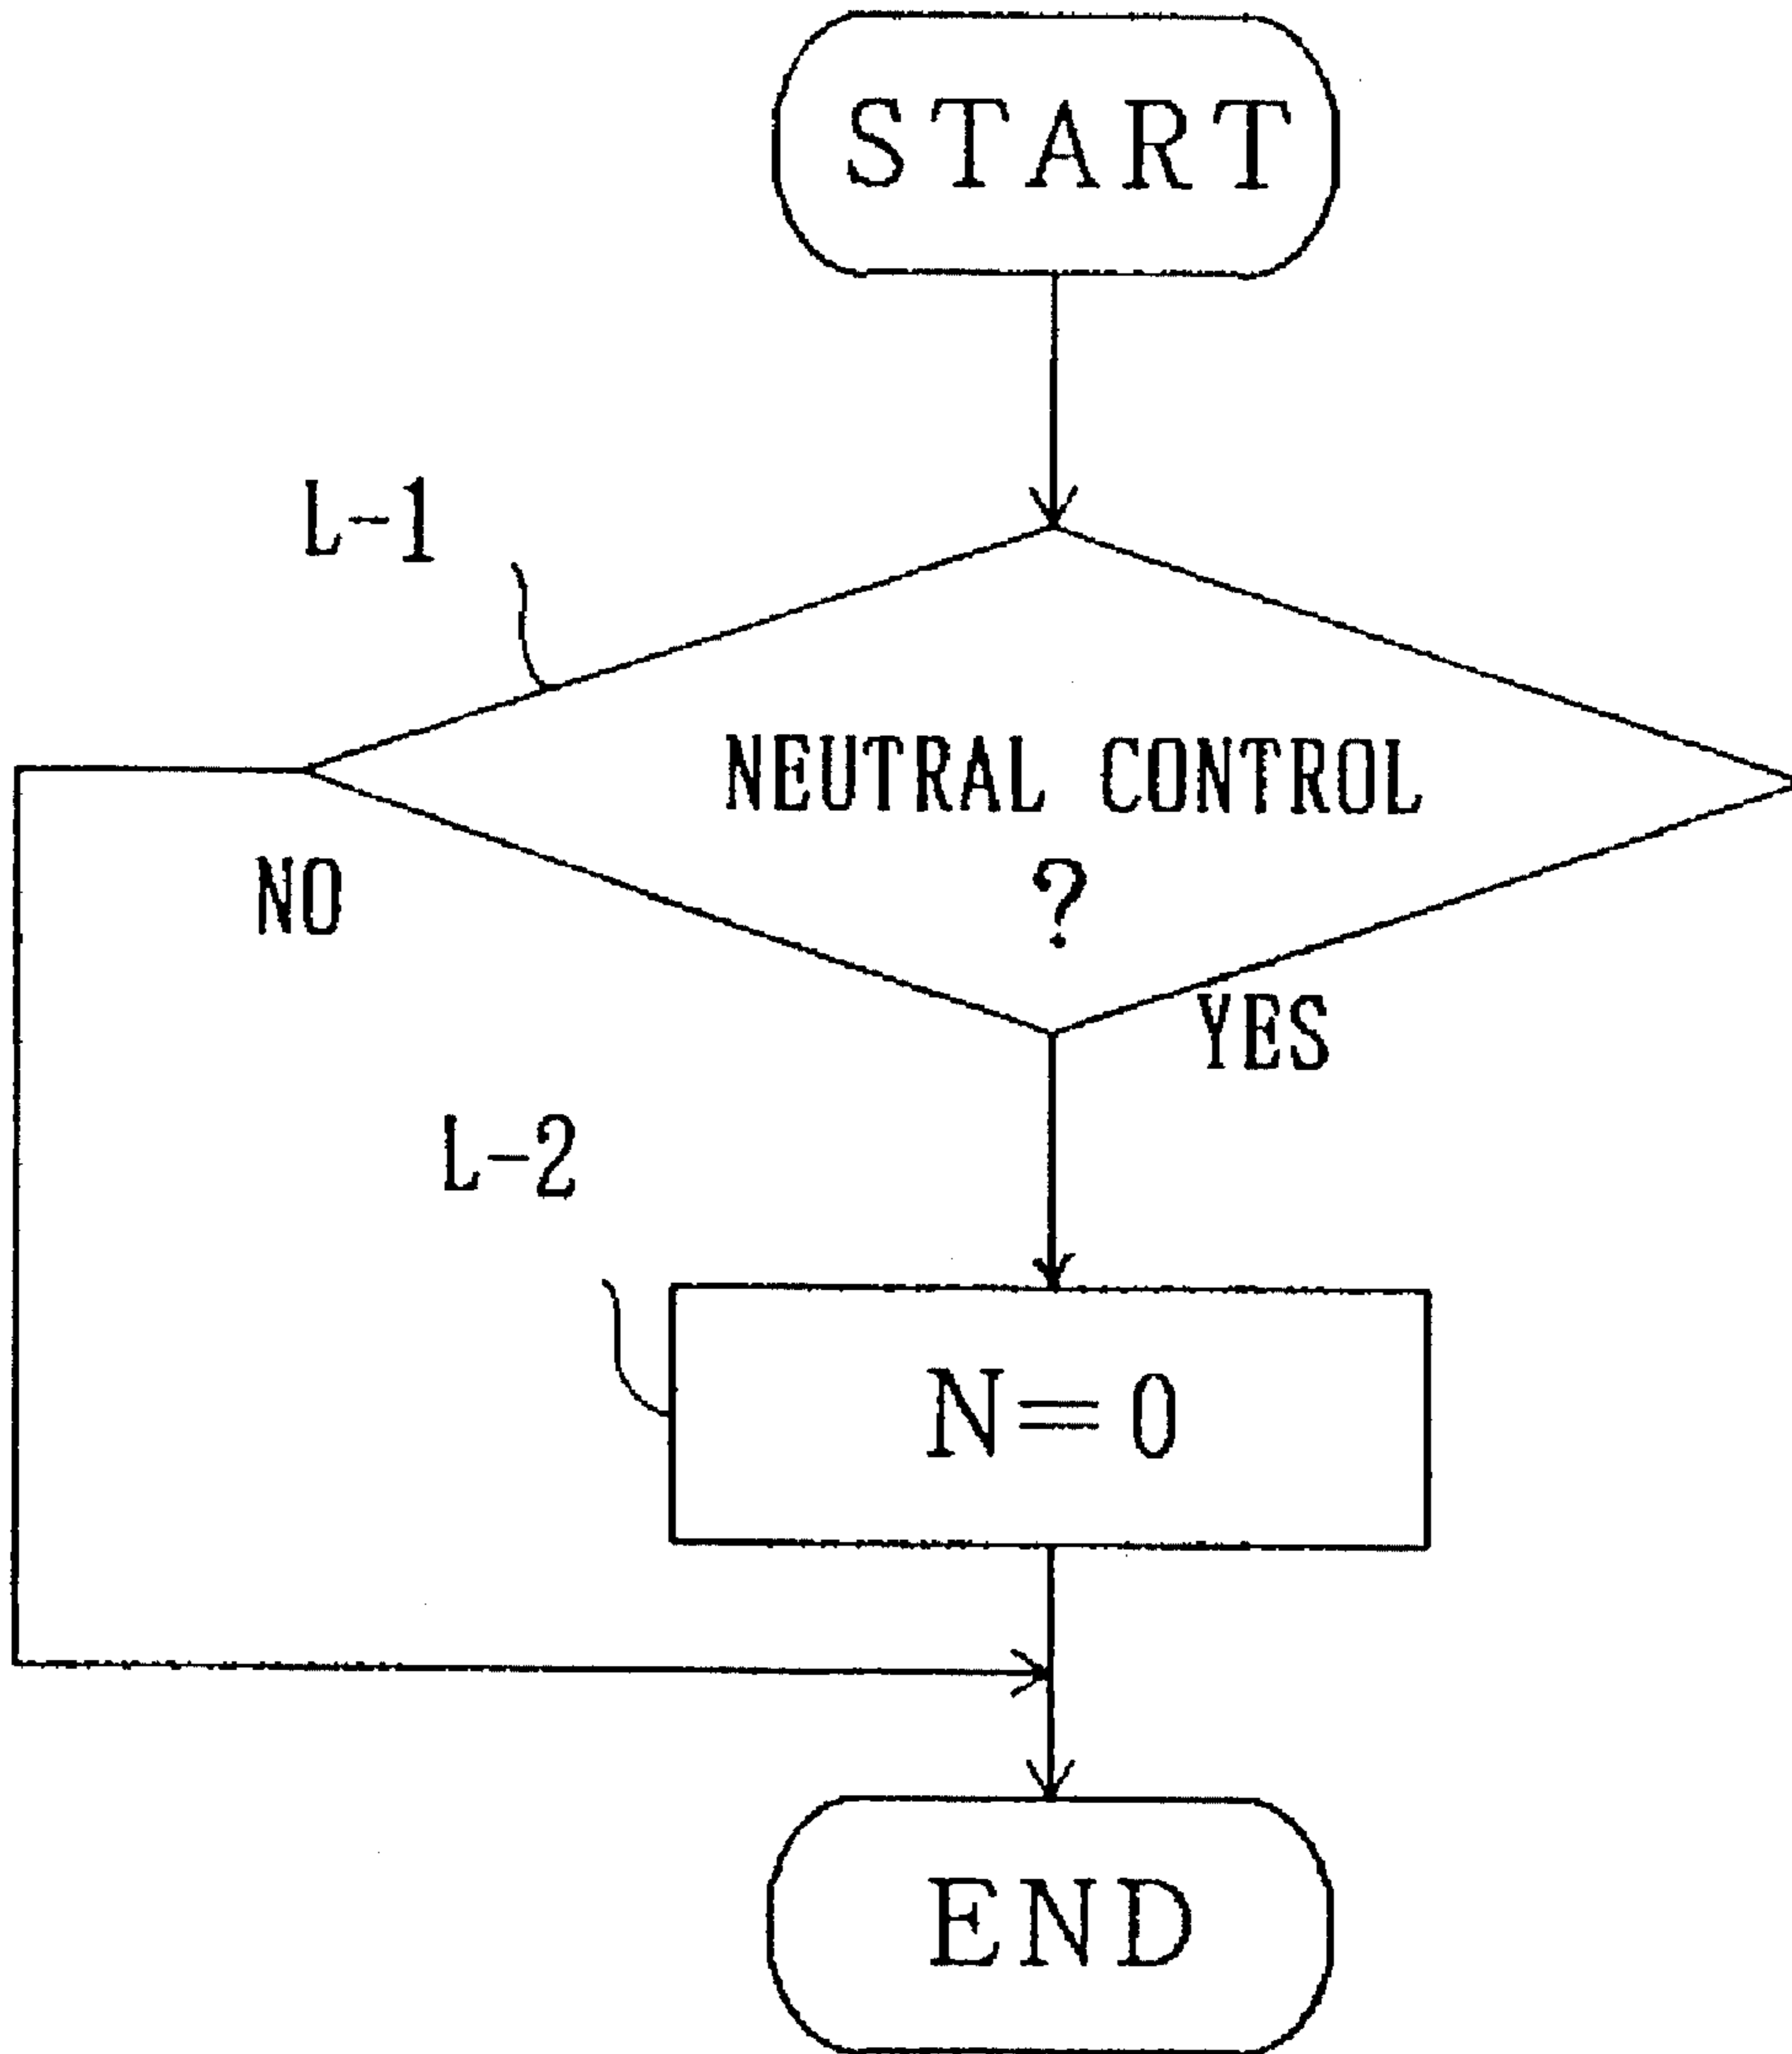 START
L-1
NEUTRAL CONTROL
?
NO
YES
L-2
N=0
END